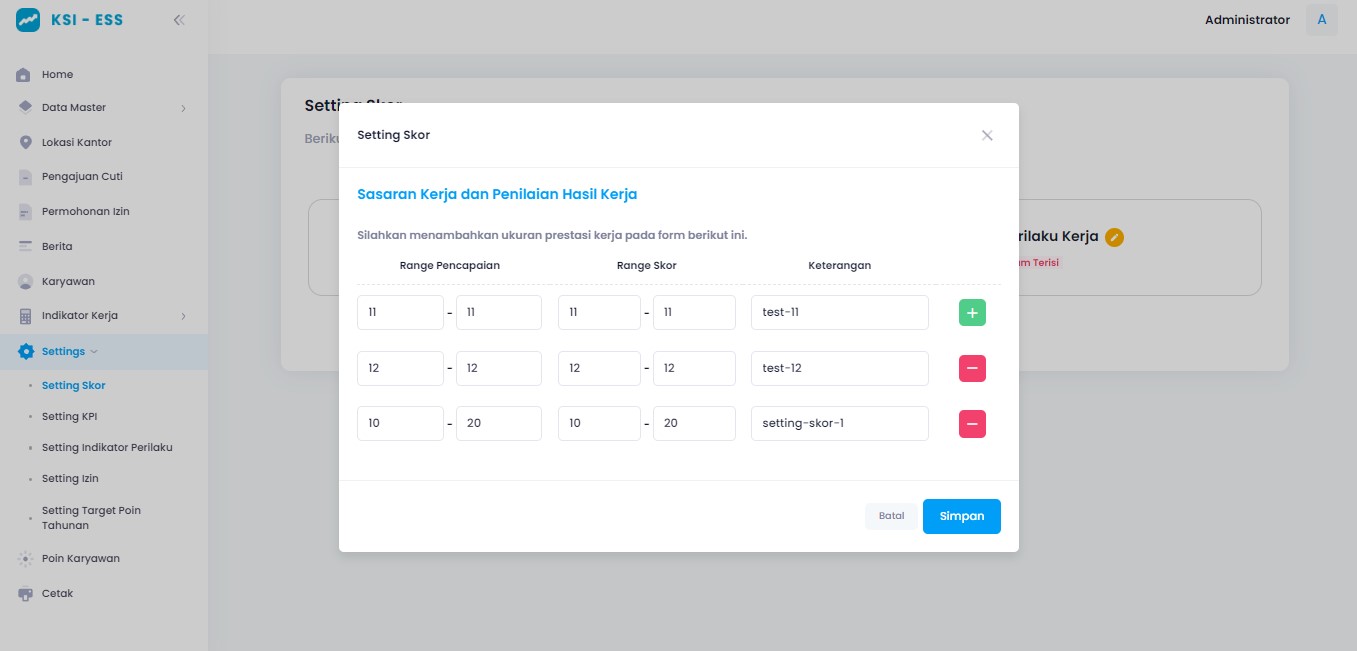 KSI - ESS
Administrator
A
Home
Data Master
Lokasi Kantor
Pengajuan Cuti
Permohonan Izin
Berita
Karyawan
Indikator Kerja
Settings
Setting Skor
Setting KPI
Setting Indikator Perilaku
Setting Izin
Setting Target Poin
Tahunan
Poin Karyawan
Cetak
Setting Skor
Sasaran Kerja dan Penilaian Hasil Kerja
Silahkan menambahkan ukuran prestasi kerja pada form berikut ini.
Range Pencapaian Range Skor Keterangan
11 - 11 11 - 11 test-11
12 - 12 12 - 12 test-12
10 - 20 10 - 20 setting-skor-1
Batal Simpan
Kerja
Terisi